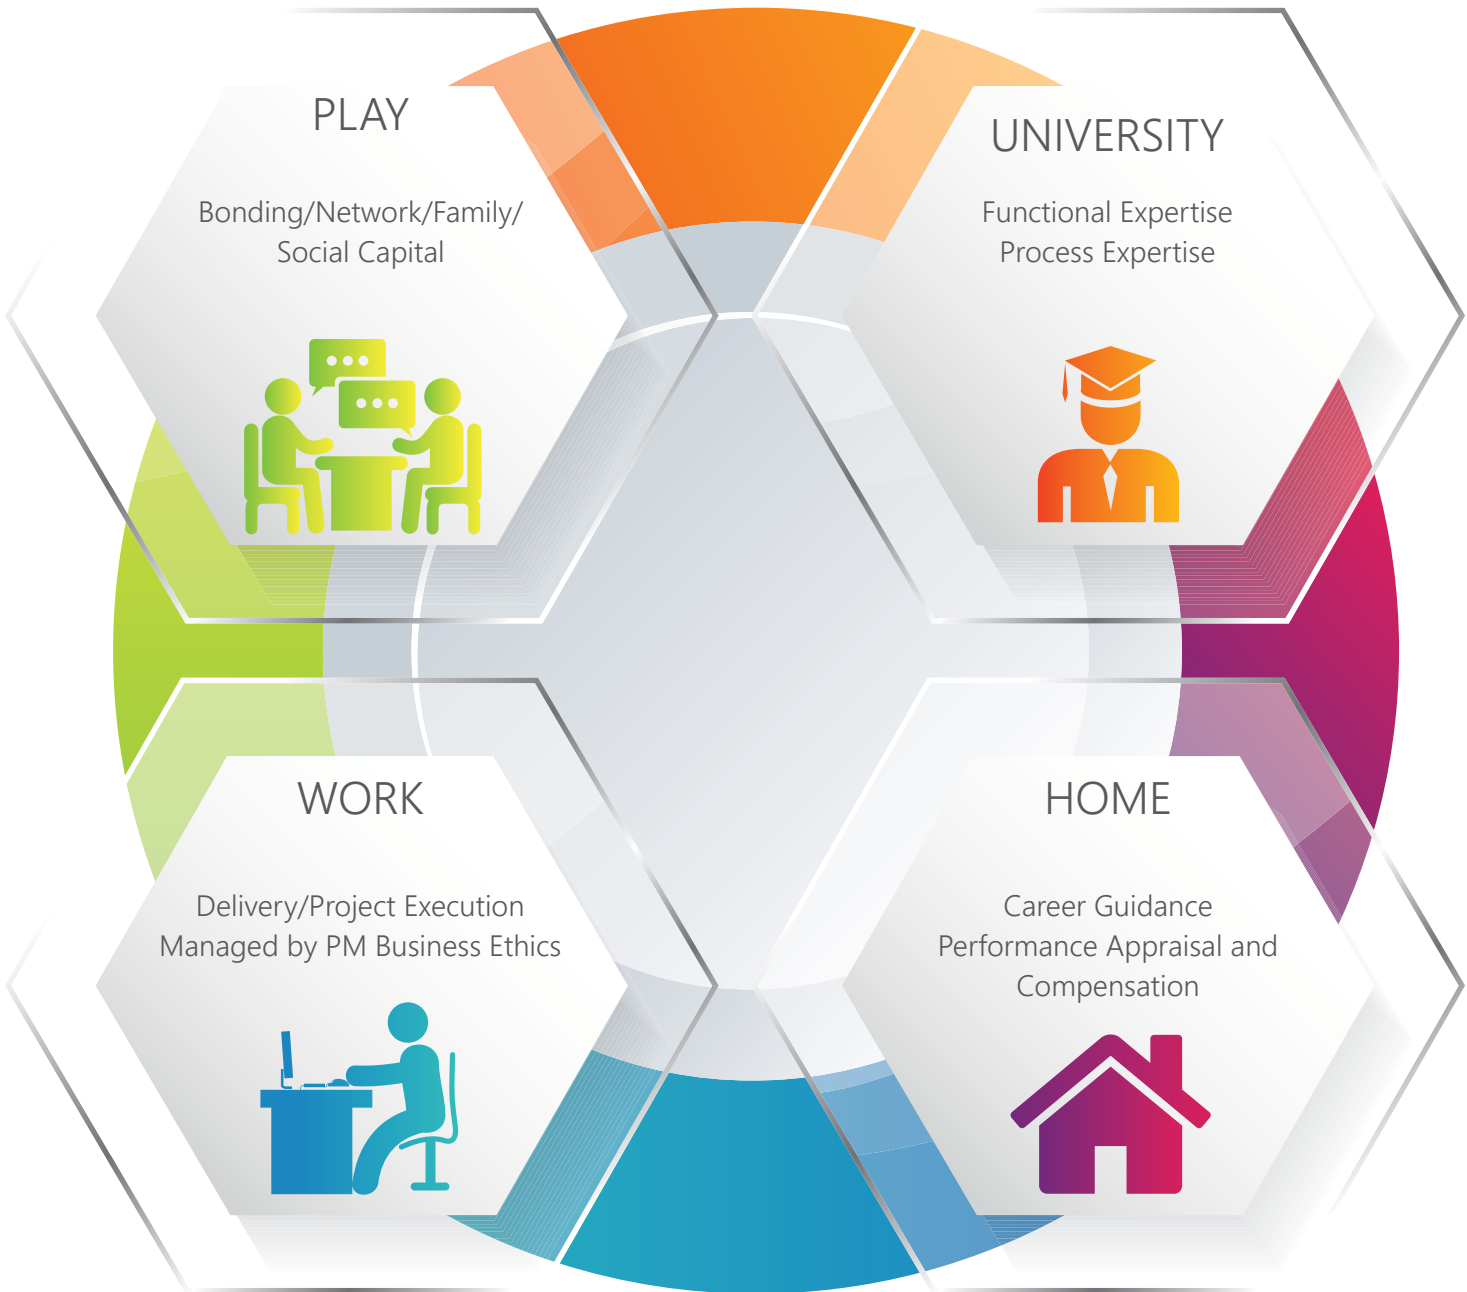 PLAY
Bonding/Network/Family/
Social Capital
UNIVERSITY
Functional Expertise
Process Expertise
WORK
Delivery/Project Execution
Managed by PM Business Ethics
HOME
Career Guidance
Performance Appraisal and
Compensation